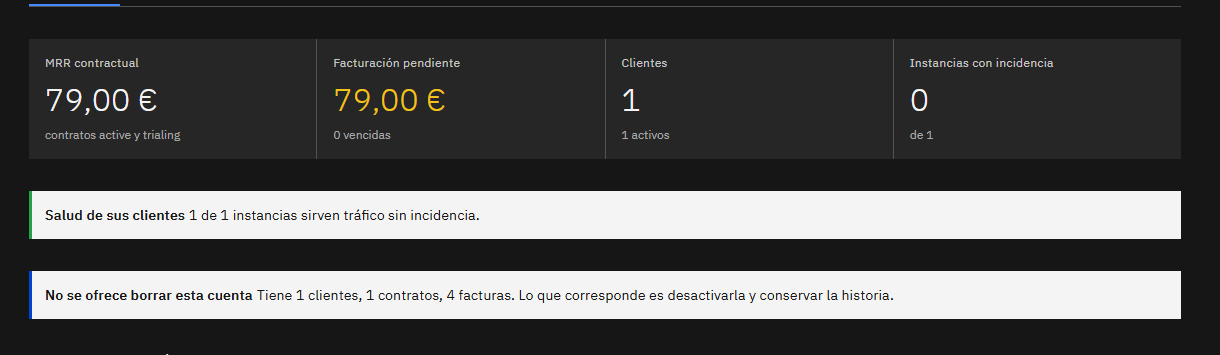 MRR contractual
79,00 €
contratos active y trialing
Facturación pendiente
79,00 €
0 vencidas
Clientes
1
1 activos
Instancias con incidencia
0
de 1
Salud de sus clientes 1 de 1 instancias sirven tráfico sin incidencia.
No se ofrece borrar esta cuenta Tiene 1 clientes, 1 contratos, 4 facturas. Lo que corresponde es desactivarla y conservar la historia.